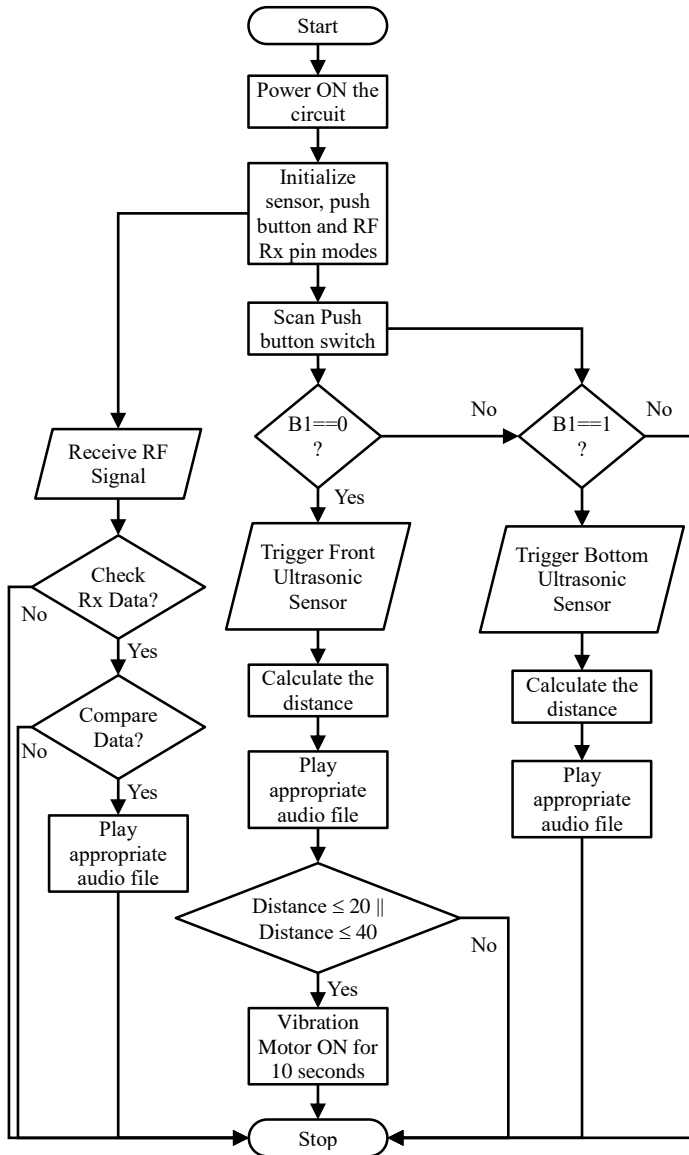 Start
Power ON the
circuit
Initialize
sensor, push
button and RF
Rx pin modes
Scan Push
button switch
B1==0
?
No
B1==1
?
No
Receive RF
Signal
Yes
Trigger Front
Ultrasonic
Sensor
Trigger Bottom
Ultrasonic
Sensor
Check
Rx Data?
No
Yes
Calculate the
distance
Calculate the
distance
Compare
Data?
No
Yes
Play
appropriate
audio file
Play
appropriate
audio file
Play
appropriate
audio file
Distance ≤ 20 ||
Distance ≤ 40
No
Yes
Vibration
Motor ON for
10 seconds
Stop